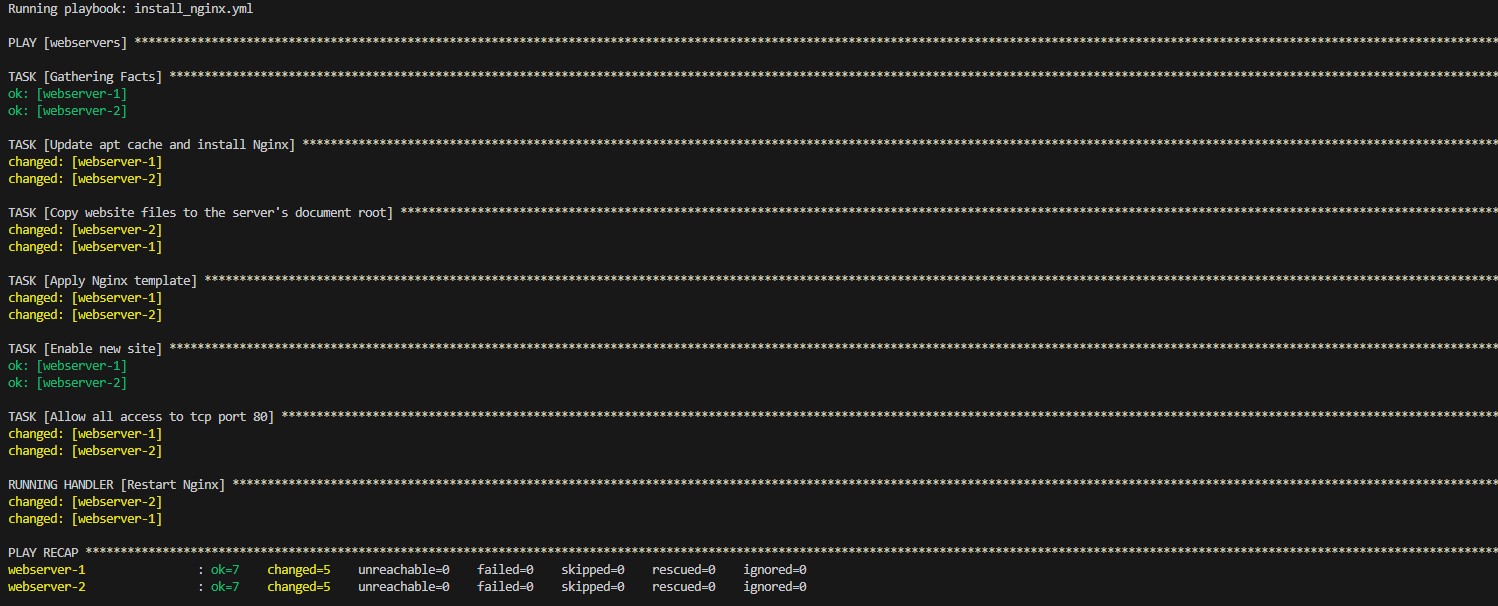 Running playbook: install_nginx.yml
PLAY [webservers] ****************************************************************************************************************************************************************************************************
TASK [Gathering Facts] ***********************************************************************************************************************************************************************************************
ok: [webserver-1]
ok: [webserver-2]
TASK [Update apt cache and install Nginx] ****************************************************************************************************************************************************************************
changed: [webserver-1]
changed: [webserver-2]
TASK [Copy website files to the server's document root] **************************************************************************************************************************************************************
changed: [webserver-2]
changed: [webserver-1]
TASK [Apply Nginx template] ******************************************************************************************************************************************************************************************
changed: [webserver-1]
changed: [webserver-2]
TASK [Enable new site] ***********************************************************************************************************************************************************************************************
ok: [webserver-1]
ok: [webserver-2]
TASK [Allow all access to tcp port 80] *******************************************************************************************************************************************************************************
changed: [webserver-1]
changed: [webserver-2]
RUNNING HANDLER [Restart Nginx] **************************************************************************************************************************************************************************************
changed: [webserver-2]
changed: [webserver-1]
PLAY RECAP ***********************************************************************************************************************************************************************************************************
webserver-1                : ok=7    changed=5    unreachable=0    failed=0    skipped=0    rescued=0    ignored=0
webserver-2                : ok=7    changed=5    unreachable=0    failed=0    skipped=0    rescued=0    ignored=0